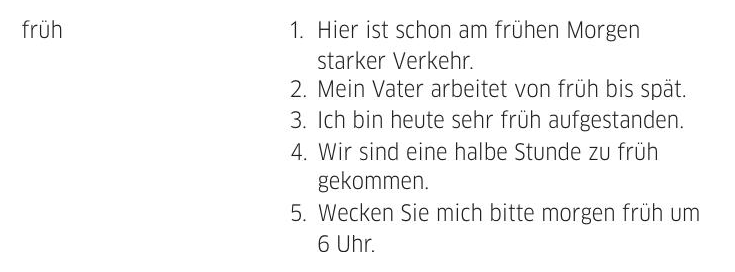 früh
1. Hier ist schon am frühen Morgen
starker Verkehr.
2. Mein Vater arbeitet von früh bis spät.
3. Ich bin heute sehr früh aufgestanden.
4. Wir sind eine halbe Stunde zu früh
gekommen.
5. Wecken Sie mich bitte morgen früh um
6 Uhr.